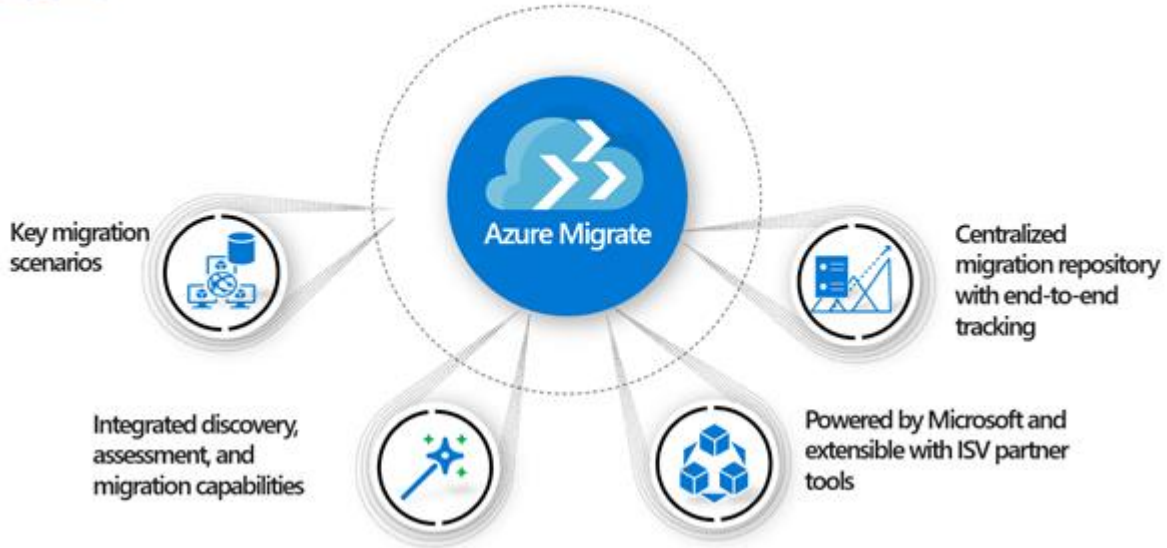 Azure Migrate
Key migration
scenarios
Integrated discovery,
assessment, and
migration capabilities
Powered by Microsoft and
extensible with ISV partner
tools
Centralized
migration repository
with end-to-end
tracking